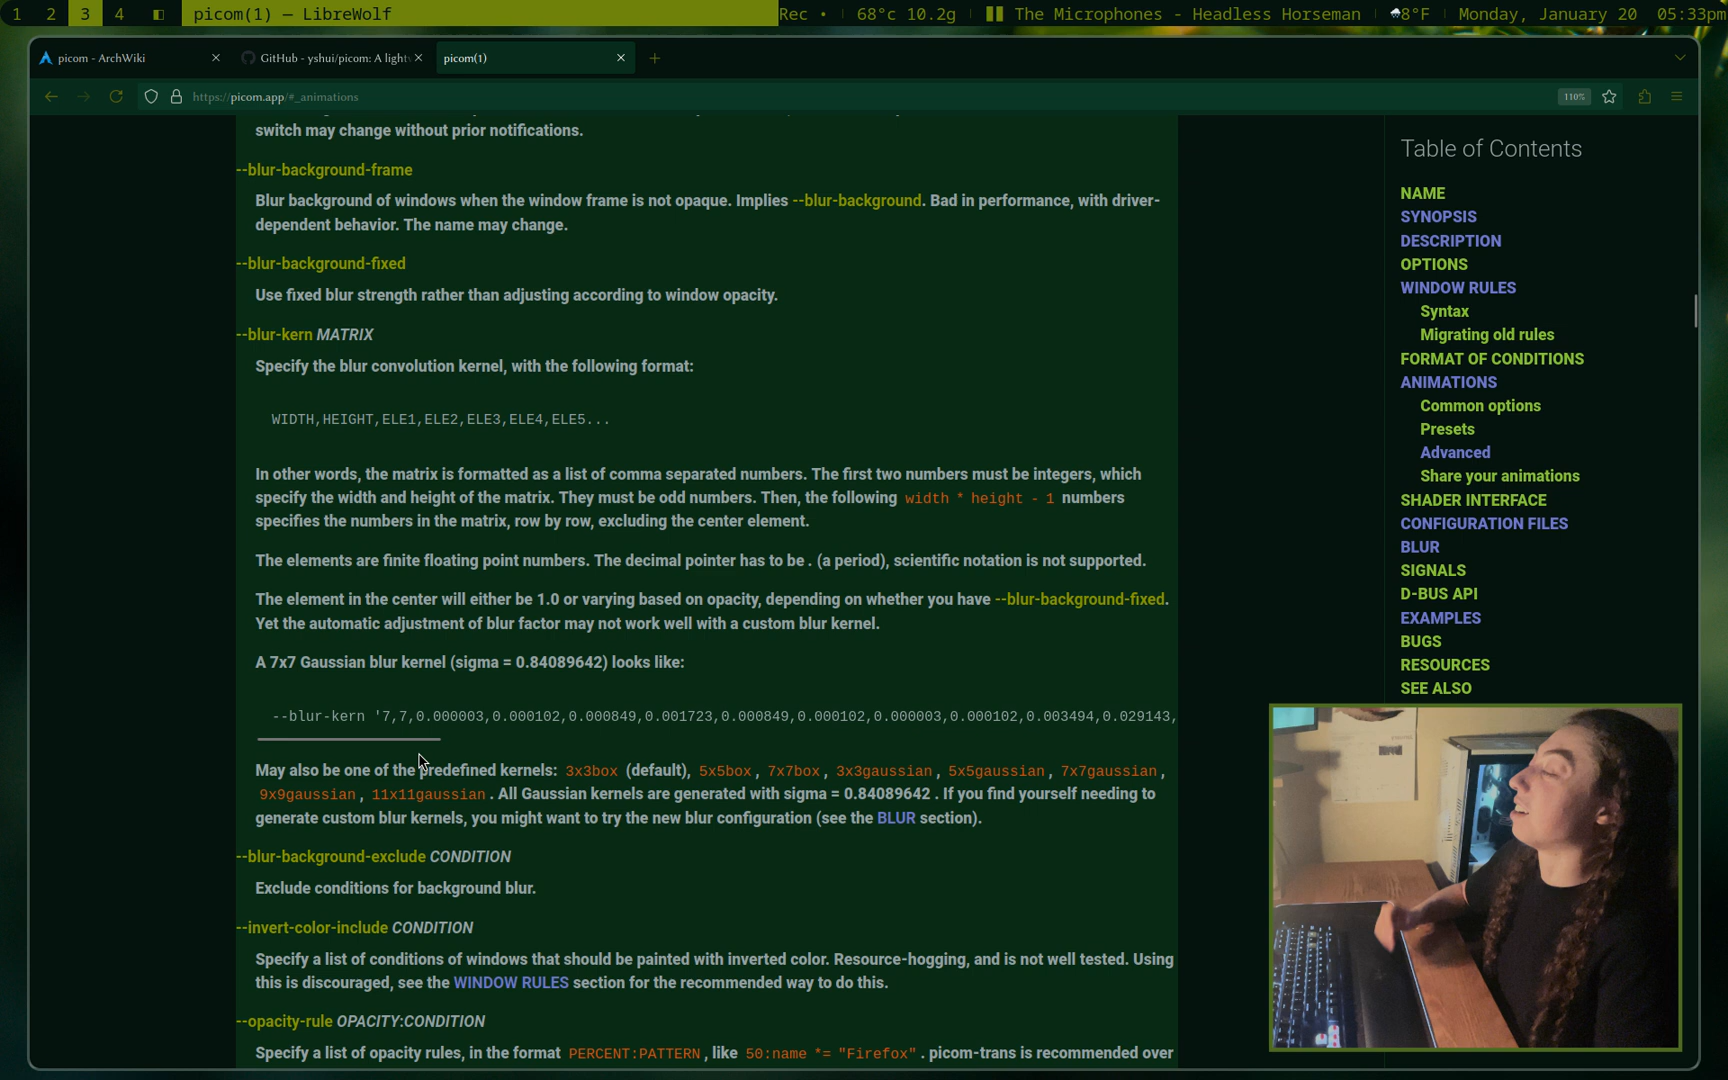 1 2 3 4 picom(1) — LibreWolf Rec • 68°c 10.2g The Microphones - Headless Horseman 8°F Monday, January 20 05:33pm
picom - ArchWiki GitHub - yshui/picom: A light picom(1)
https://picom.app/#_animations 110%
switch may change without prior notifications.
--blur-background-frame
Blur background of windows when the window frame is not opaque. Implies --blur-background. Bad in performance, with driver-
dependent behavior. The name may change.
--blur-background-fixed
Use fixed blur strength rather than adjusting according to window opacity.
--blur-kern MATRIX
Specify the blur convolution kernel, with the following format:
WIDTH,HEIGHT,ELE1,ELE2,ELE3,ELE4,ELE5...
In other words, the matrix is formatted as a list of comma separated numbers. The first two numbers must be integers, which
specify the width and height of the matrix. They must be odd numbers. Then, the following width * height - 1 numbers
specifies the numbers in the matrix, row by row, excluding the center element.
The elements are finite floating point numbers. The decimal pointer has to be . (a period), scientific notation is not supported.
The element in the center will either be 1.0 or varying based on opacity, depending on whether you have --blur-background-fixed.
Yet the automatic adjustment of blur factor may not work well with a custom blur kernel.
A 7x7 Gaussian blur kernel (sigma = 0.84089642) looks like:
--blur-kern '7,7,0.000003,0.000102,0.000849,0.001723,0.000849,0.000102,0.000003,0.000102,0.003494,0.029143,
May also be one of the predefined kernels: 3x3box (default), 5x5box, 7x7box, 3x3gaussian, 5x5gaussian, 7x7gaussian,
9x9gaussian, 11x11gaussian. All Gaussian kernels are generated with sigma = 0.84089642 . If you find yourself needing to
generate custom blur kernels, you might want to try the new blur configuration (see the BLUR section).
--blur-background-exclude CONDITION
Exclude conditions for background blur.
--invert-color-include CONDITION
Specify a list of conditions of windows that should be painted with inverted color. Resource-hogging, and is not well tested. Using
this is discouraged, see the WINDOW RULES section for the recommended way to do this.
--opacity-rule OPACITY:CONDITION
Specify a list of opacity rules, in the format PERCENT:PATTERN, like 50:name *= "Firefox". picom-trans is recommended over
Table of Contents
NAME
SYNOPSIS
DESCRIPTION
OPTIONS
WINDOW RULES
Syntax
Migrating old rules
FORMAT OF CONDITIONS
ANIMATIONS
Common options
Presets
Advanced
Share your animations
SHADER INTERFACE
CONFIGURATION FILES
BLUR
SIGNALS
D-BUS API
EXAMPLES
BUGS
RESOURCES
SEE ALSO